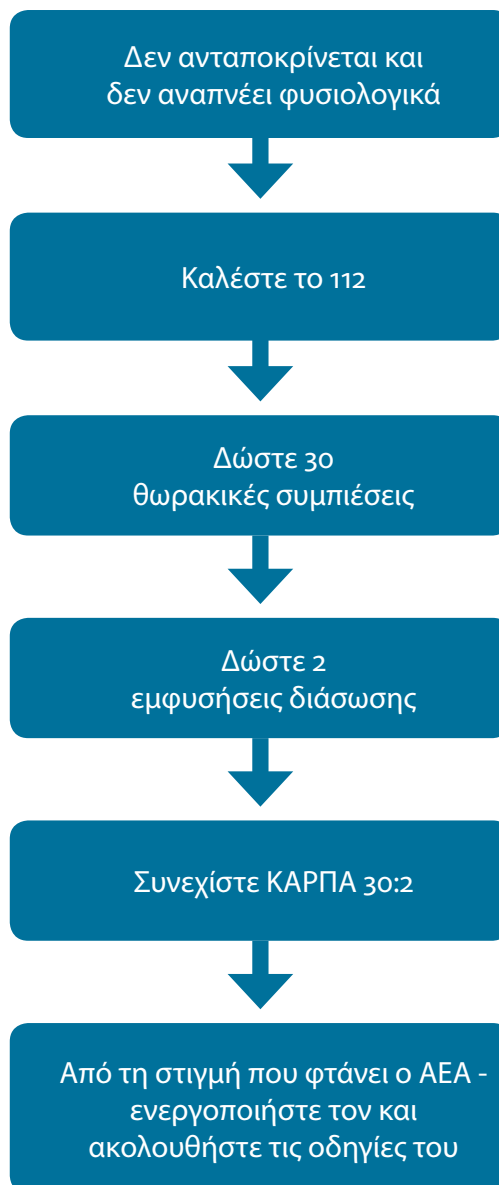 Δεν ανταποκρίνεται και
δεν αναπνέει φυσιολογικά
Καλέστε το 112
Δώστε 30
θωρακικές συμπιέσεις
Δώστε 2
εμφυσήσεις διάσωσης
Συνεχίστε ΚΑΡΠΑ 30:2
Από τη στιγμή που φτάνει ο ΑΕΑ -
ενεργοποιήστε τον και
ακολουθήστε τις οδηγίες του